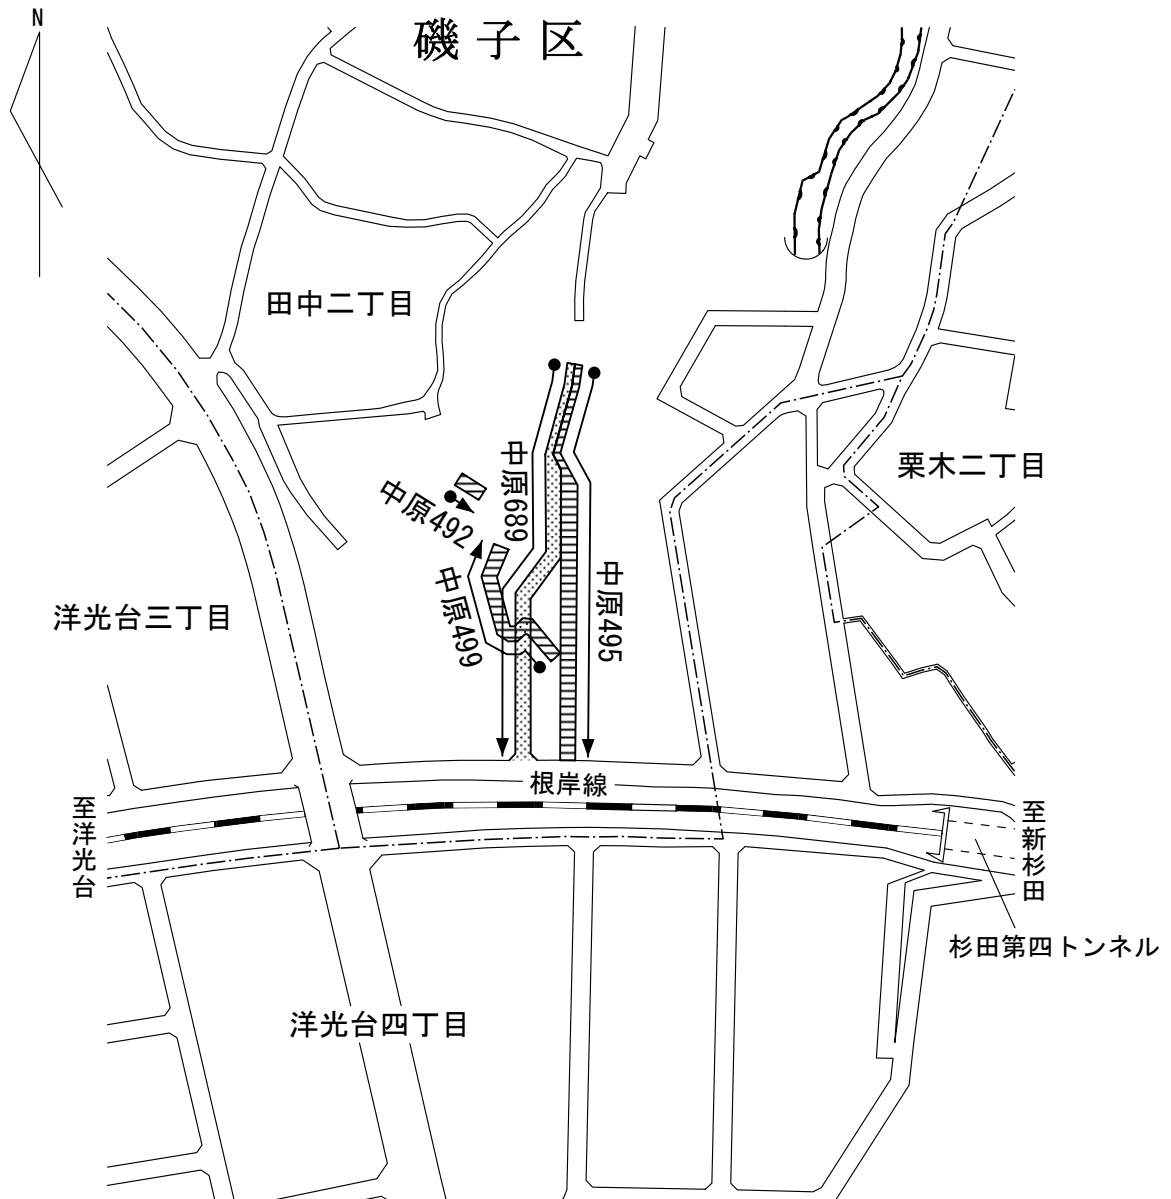 N
磯子区
田中二丁目
栗木二丁目
中原689
中原492
中原499
中原495
洋光台三丁目
根岸線
至洋光台
至新杉田
杉田第四トンネル
洋光台四丁目